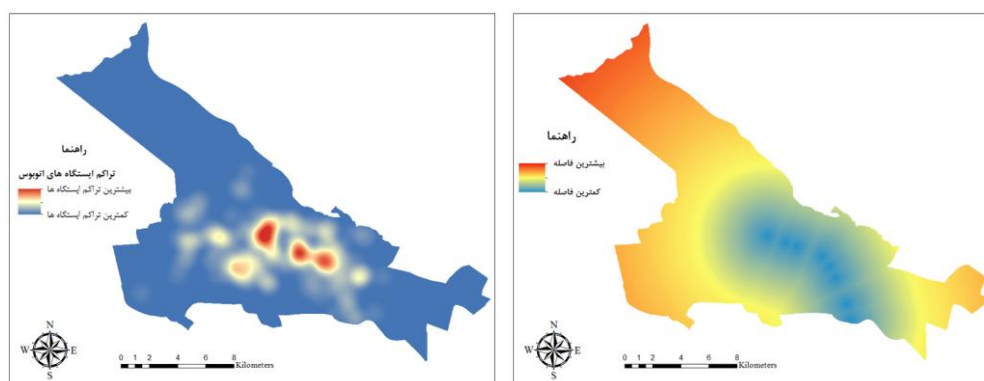 راهنما
تراکم ایستگاه های اتوبوس
بیشترین تراکم ایستگاه ها
کمترین تراکم ایستگاه ها
N
W E
S
0 1 2 4 6 8
Kilometers
راهنما
بیشترین فاصله
کمترین فاصله
N
W E
S
0 1 2 4 6 8
Kilometers